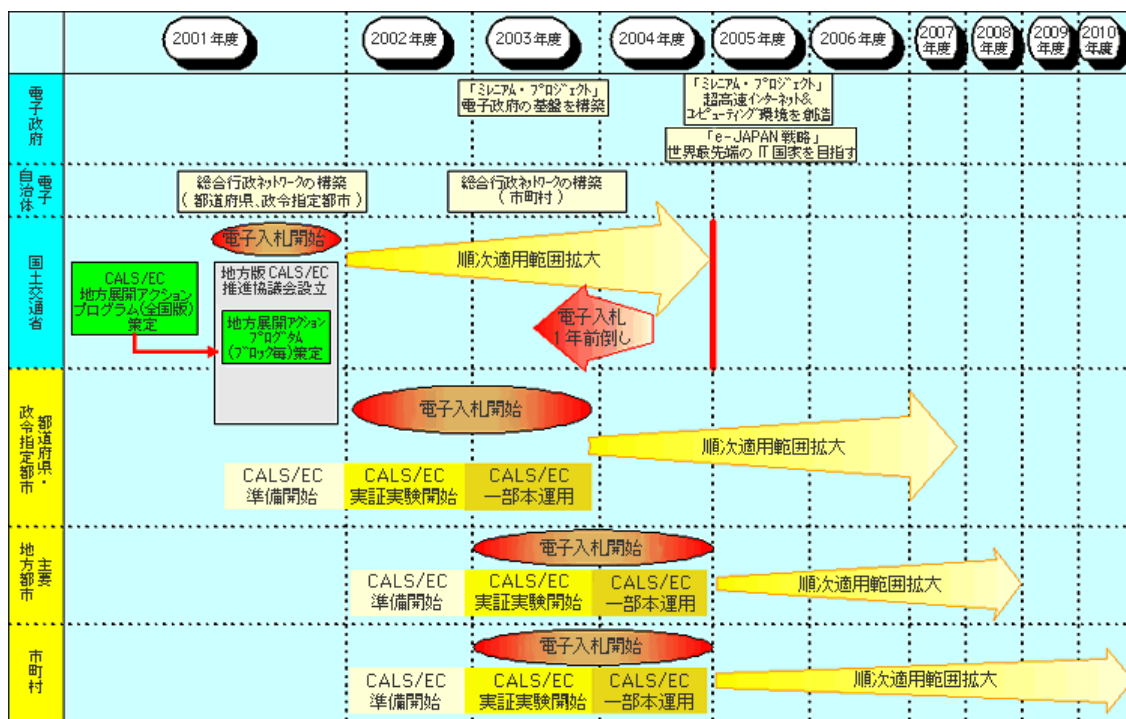 2001年度
2002年度
2003年度
2004年度
2005年度
2006年度
2007
年度
2008
年度
2009
年度
2010
年度
電子政府
「ミレニアム・プロジェクト」
電子政府の基盤を構築
「ミレニアム・プロジェクト」
超高速インターネット&
コンピューティング環境を創造
「e-JAPAN戦略」
世界最先端のIT国家を目指す
電子
自治体
総合行政ネットワークの構築
(都道府県、政令指定都市)
総合行政ネットワークの構築
(市町村)
国土交通省
電子入札開始
順次適用範囲拡大
CALS/EC
地方展開アクション
プログラム(全国版)
策定
地方版CALS/EC
推進協議会設立
地方展開アクション
プログタム
(ブロック毎)策定
電子入札
1年前倒し
都道府県・
政令指定都市
電子入札開始
順次適用範囲拡大
CALS/EC
準備開始
CALS/EC
実証実験開始
CALS/EC
一部本運用
主要
地方都市
電子入札開始
順次適用範囲拡大
CALS/EC
準備開始
CALS/EC
実証実験開始
CALS/EC
一部本運用
市町村
電子入札開始
順次適用範囲拡大
CALS/EC
準備開始
CALS/EC
実証実験開始
CALS/EC
一部本運用